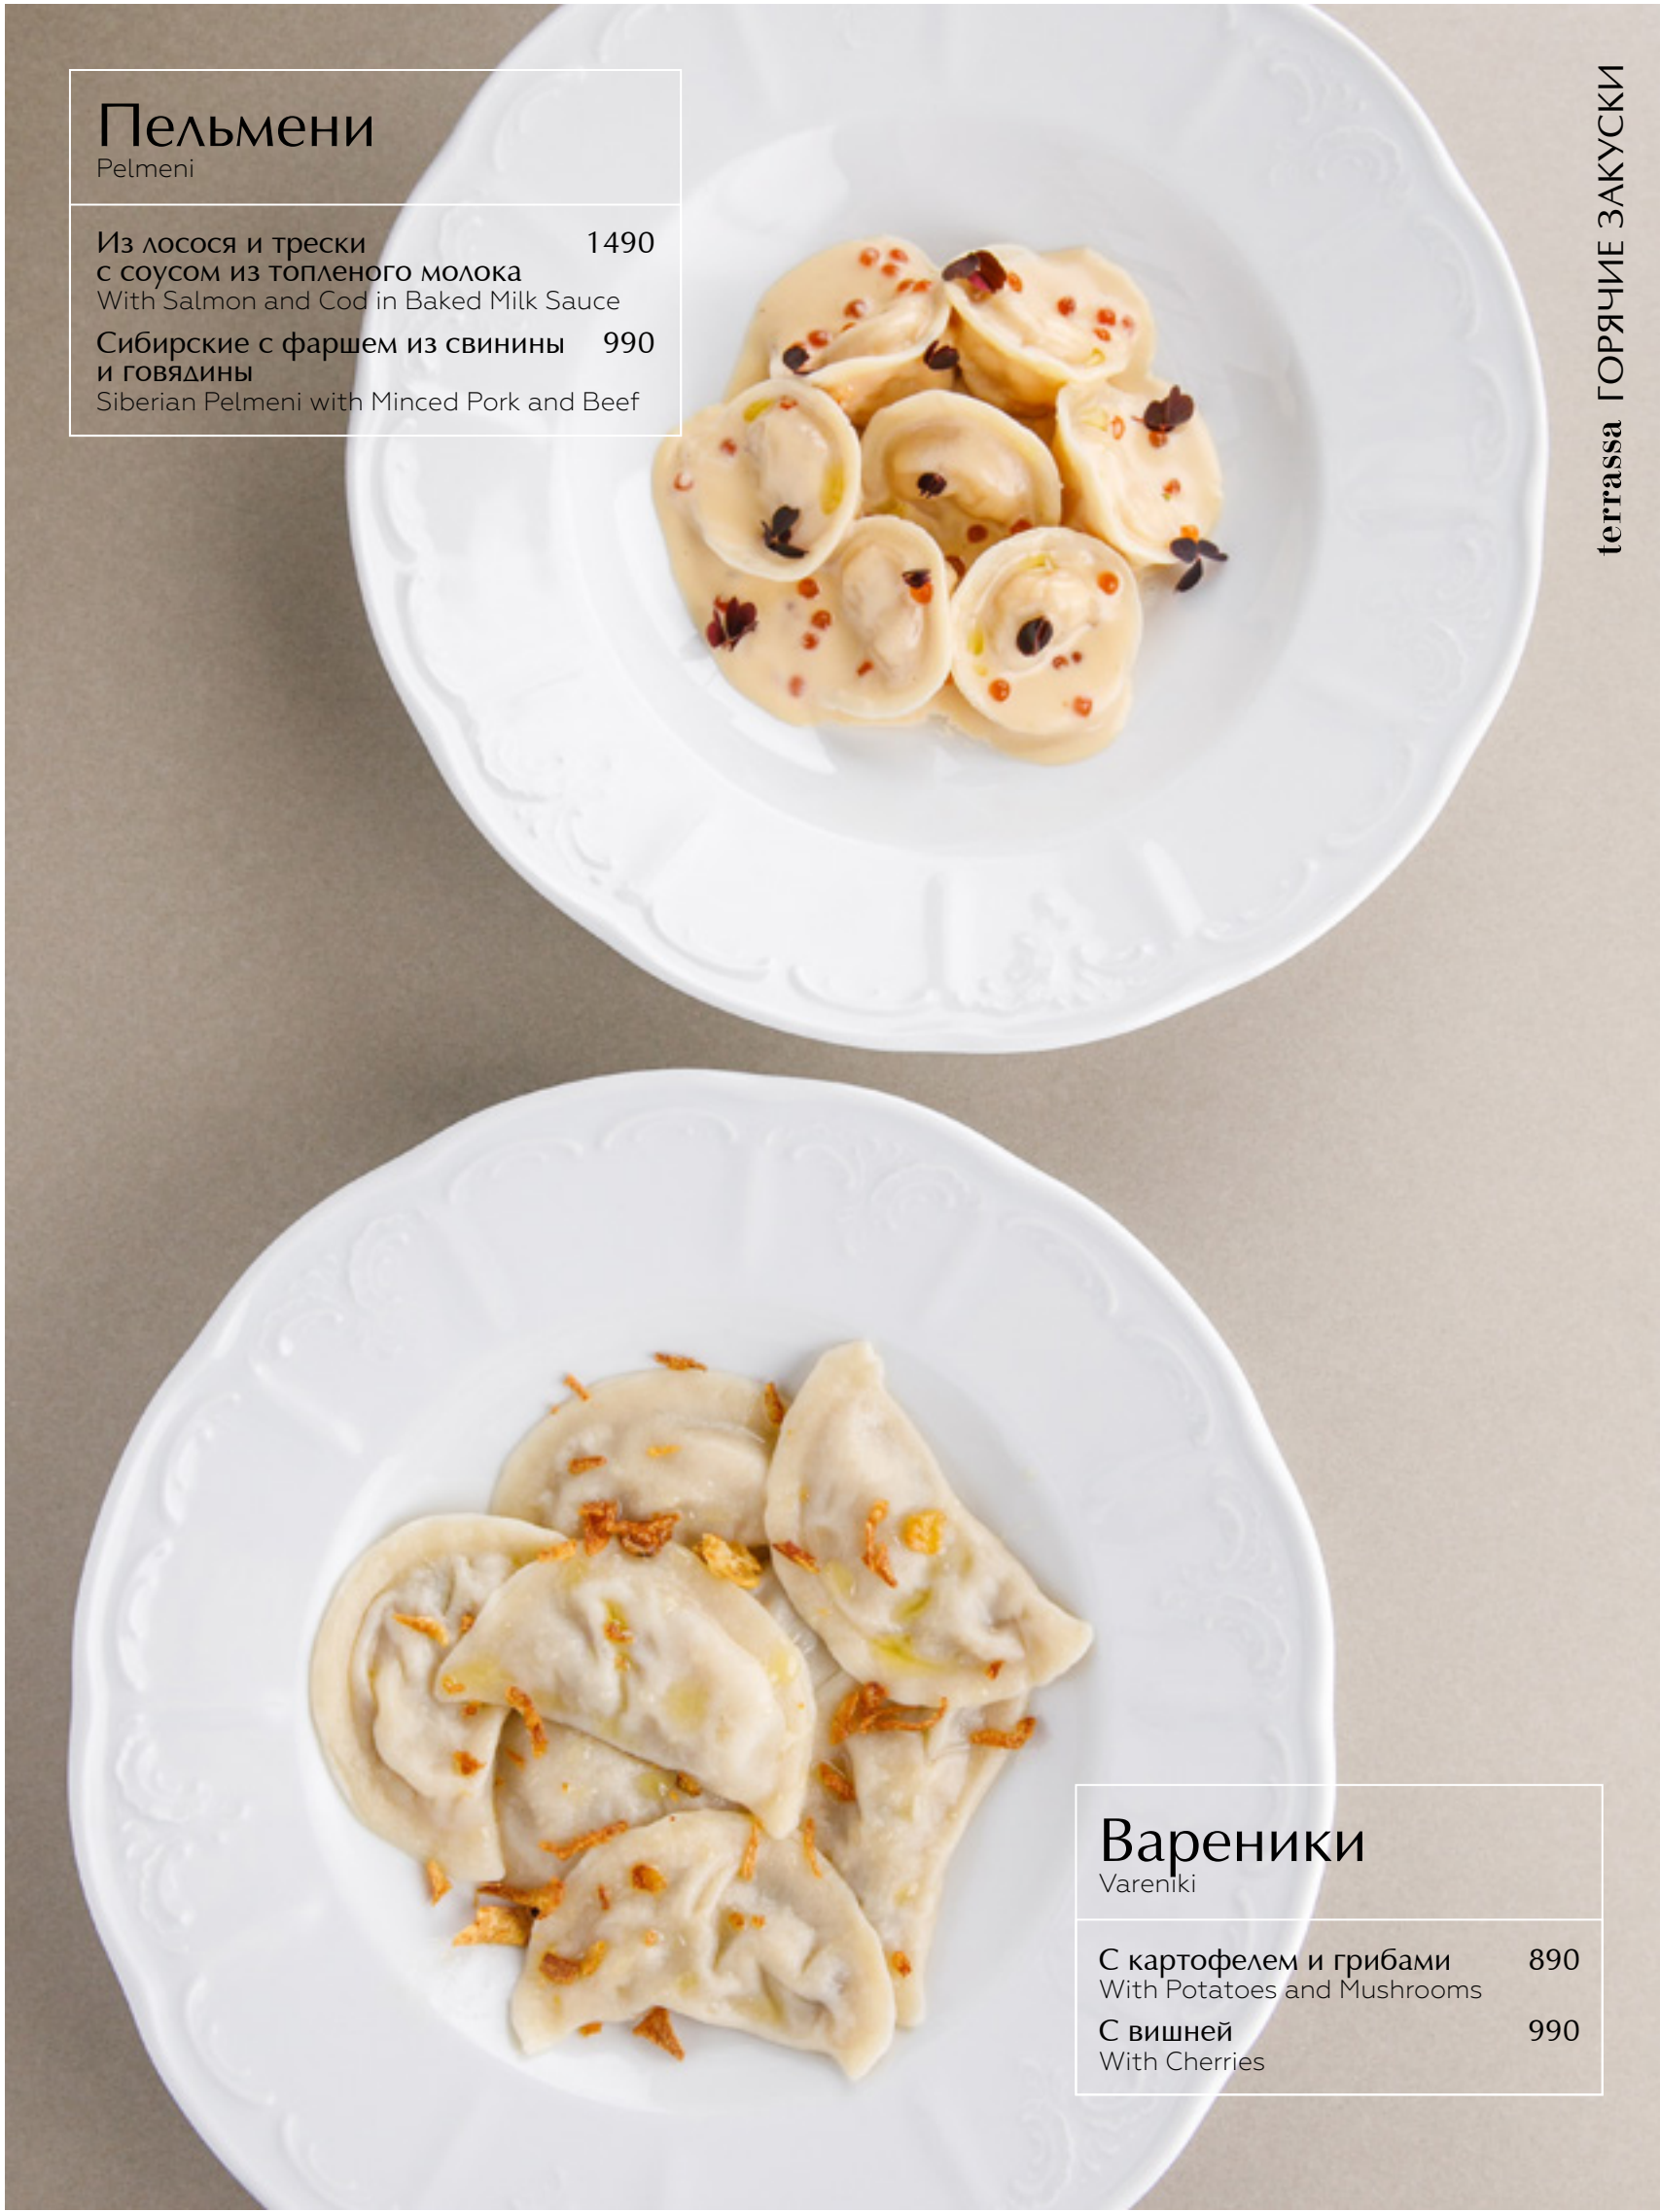 Пельмени
Pelmeni
Из лосося и трески 1490
с соусом из топленого молока
With Salmon and Cod in Baked Milk Sauce
Сибирские с фаршем из свинины 990
и говядины
Siberian Pelmeni with Minced Pork and Beef
terrassa ГОРЯЧИЕ ЗАКУСКИ
Вареники
Vareniki
С картофелем и грибами 890
With Potatoes and Mushrooms
С вишней 990
With Cherries